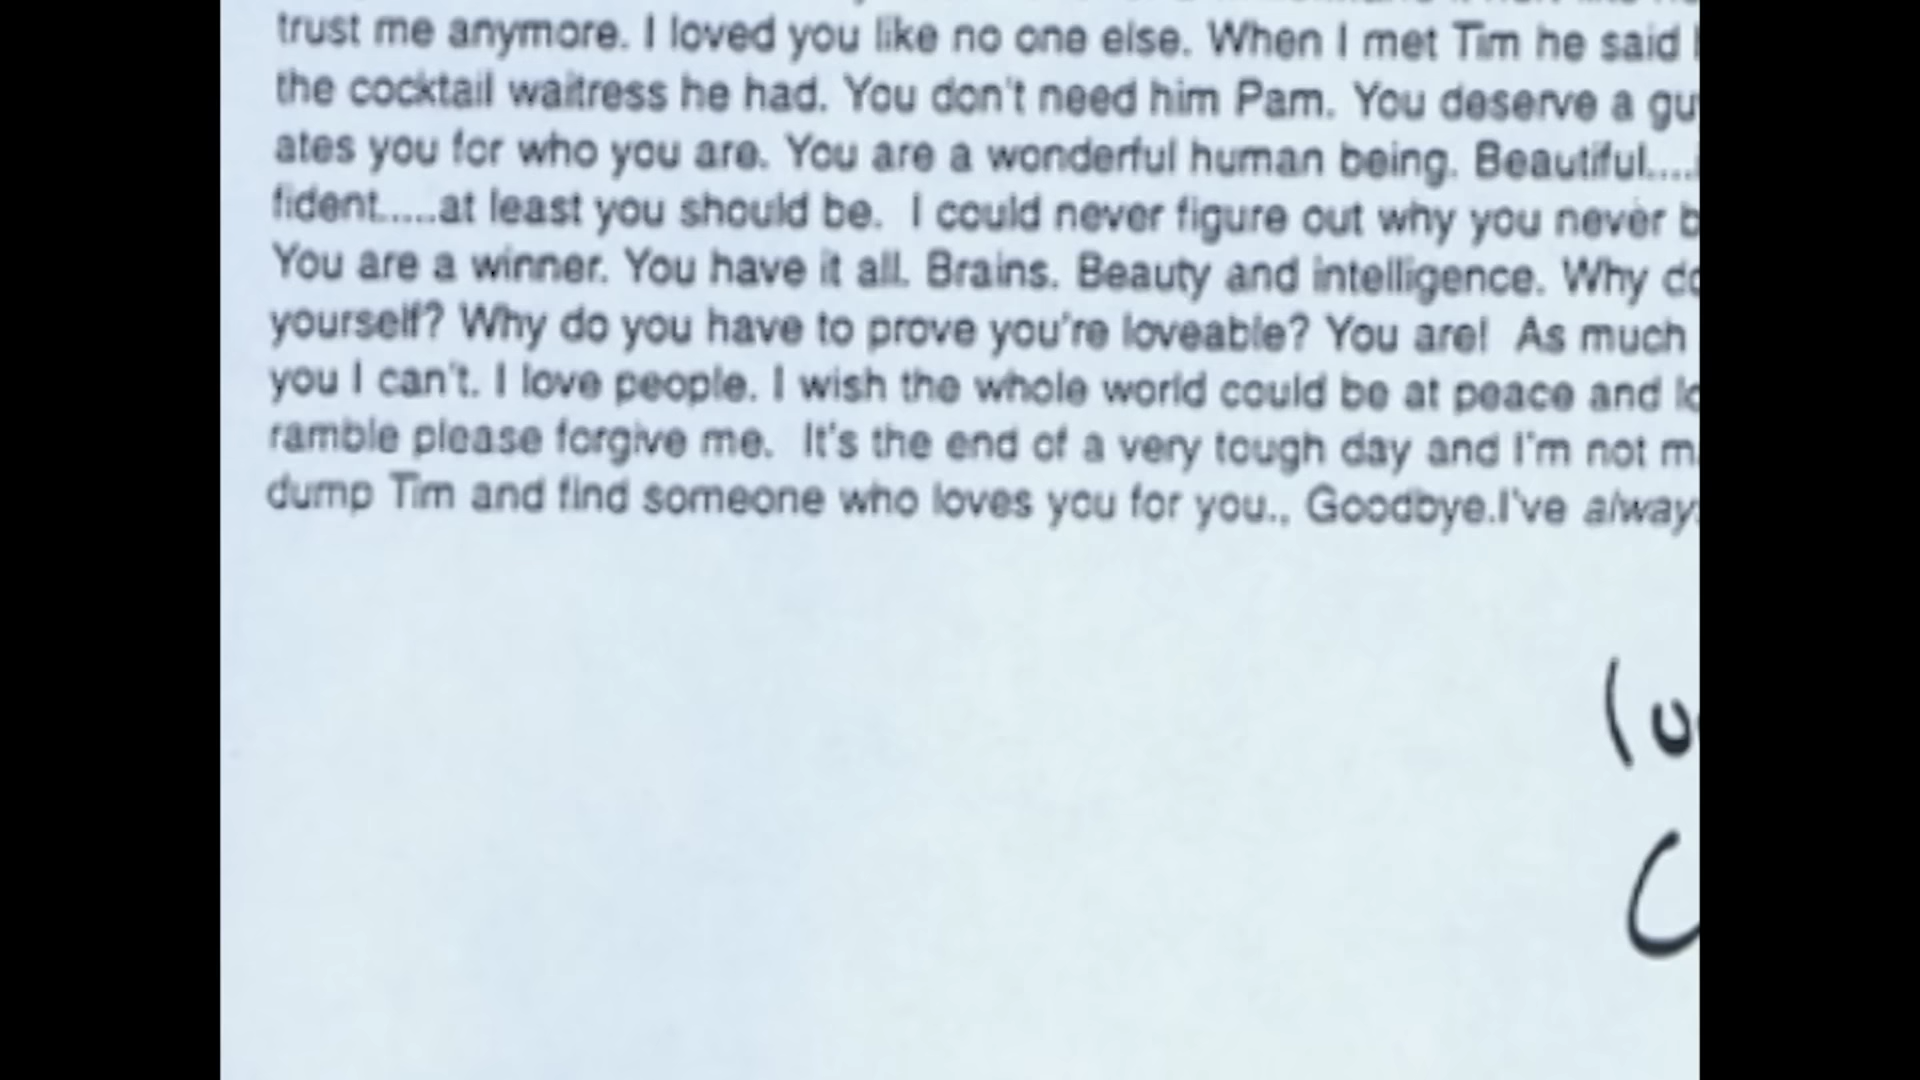 trust me anymore. I loved you like no one else. When I met Tim he said
the cocktail waitress he had. You don't need him Pam. You deserve a gu
ates you for who you are. You are a wonderful human being. Beautiful....
fident.....at least you should be. I could never figure out why you never b
You are a winner. You have it all. Brains. Beauty and intelligence. Why do
yourself? Why do you have to prove you're loveable? You are! As much
you I can't. I love people. I wish the whole world could be at peace and lo
ramble please forgive me. It's the end of a very tough day and I'm not m
dump Tim and find someone who loves you for you., Goodbye.I've alway